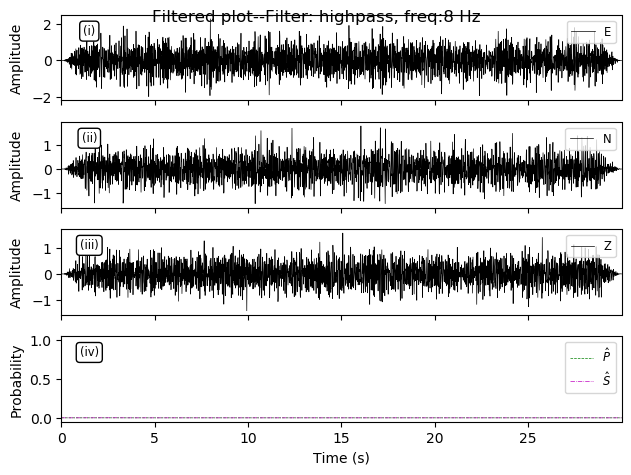 Filtered plot--Filter: highpass, freq:8 Hz
(i)
E
Amplitude
2
0
−2
(ii)
N
Amplitude
1
0
−1
(iii)
Z
Amplitude
1
0
−1
(iv)
P̂
Ŝ
Probability
1.0
0.5
0.0
0 5 10 15 20 25
Time (s)